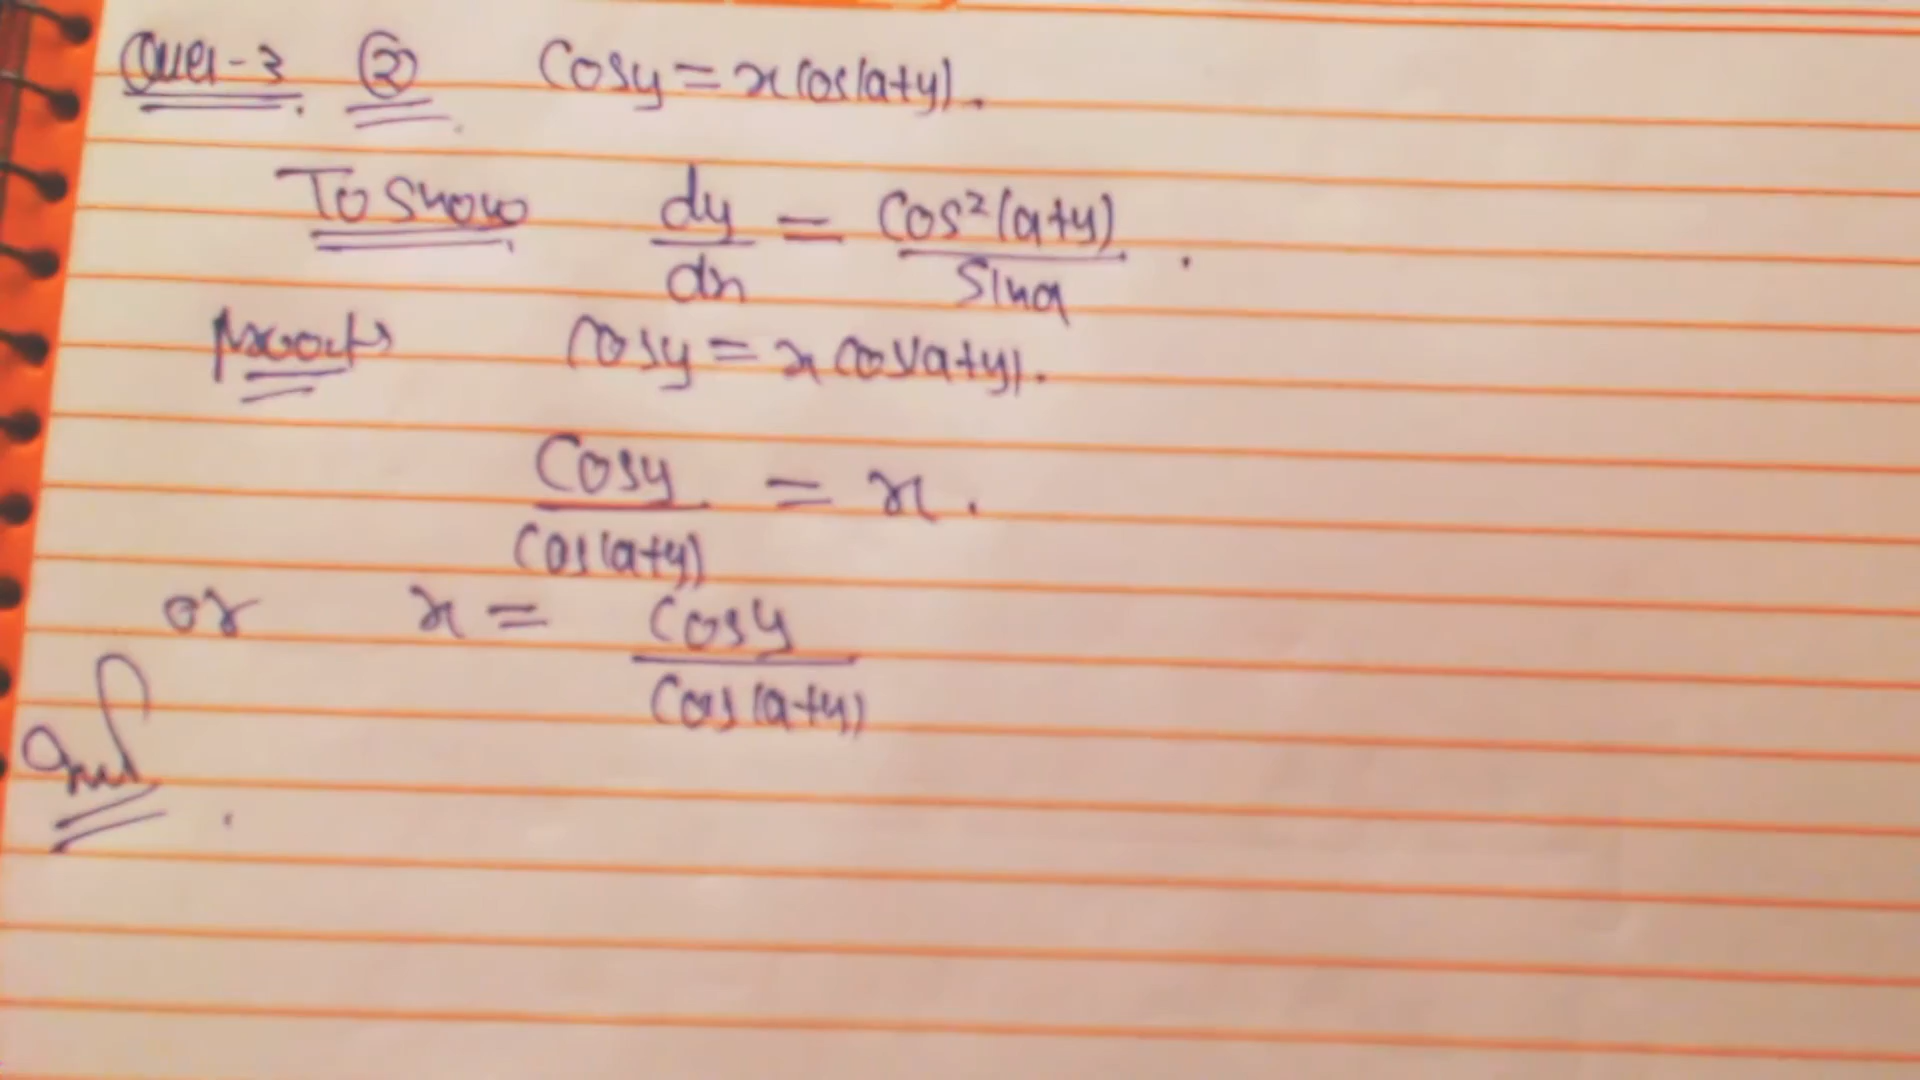 Ques-3. ② Cosy = x cos(a+y).
To Show dy/dx = Cos²(a+y)/Sina.
Proof Cosy = x cos(a+y).
Cosy/Cos(a+y) = x.
or x = Cosy/Cos(a+y)